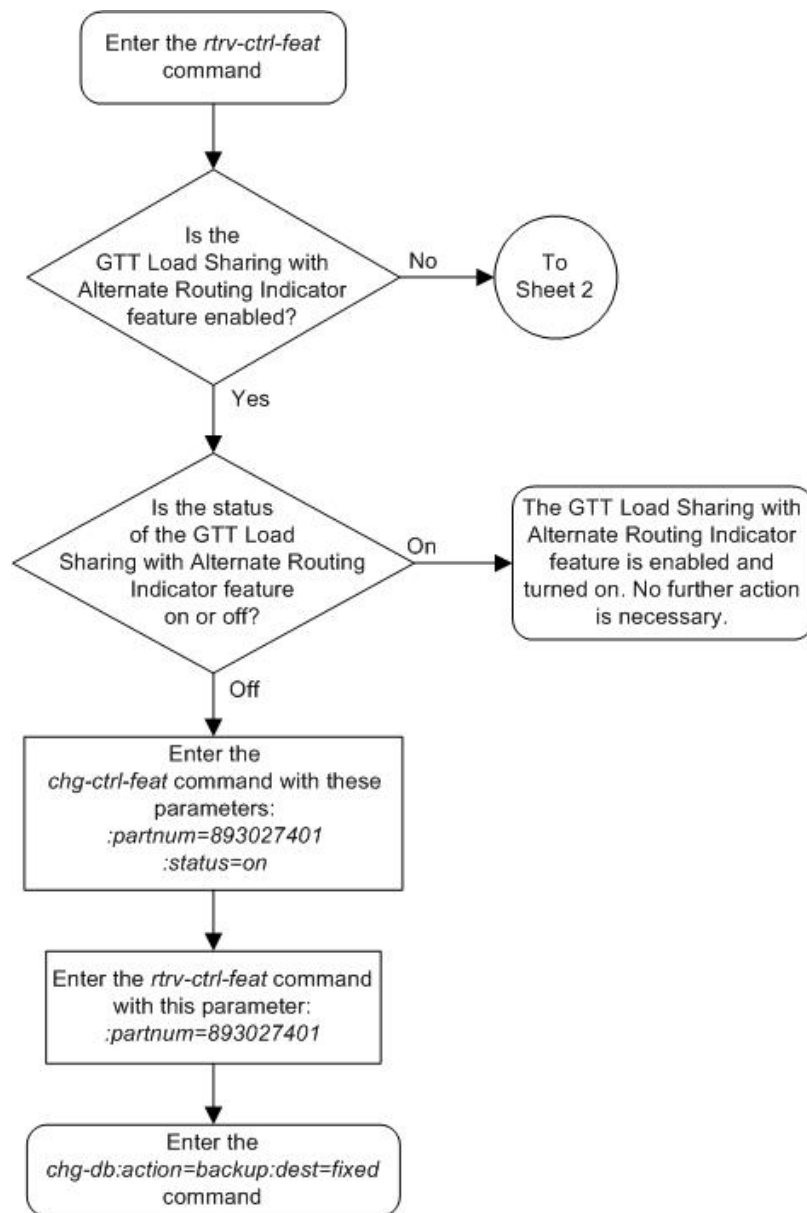 Enter the rtrv-ctrl-feat
command
Is the
GTT Load Sharing with
Alternate Routing Indicator
feature enabled?
No
To
Sheet 2
Yes
Is the status
of the GTT Load
Sharing with Alternate Routing
Indicator feature
on or off?
On
The GTT Load Sharing with
Alternate Routing Indicator
feature is enabled and
turned on. No further action
is necessary.
Off
Enter the
chg-ctrl-feat command with these
parameters:
:partnum=893027401
:status=on
Enter the rtrv-ctrl-feat command
with this parameter:
:partnum=893027401
Enter the
chg-db:action=backup:dest=fixed
command